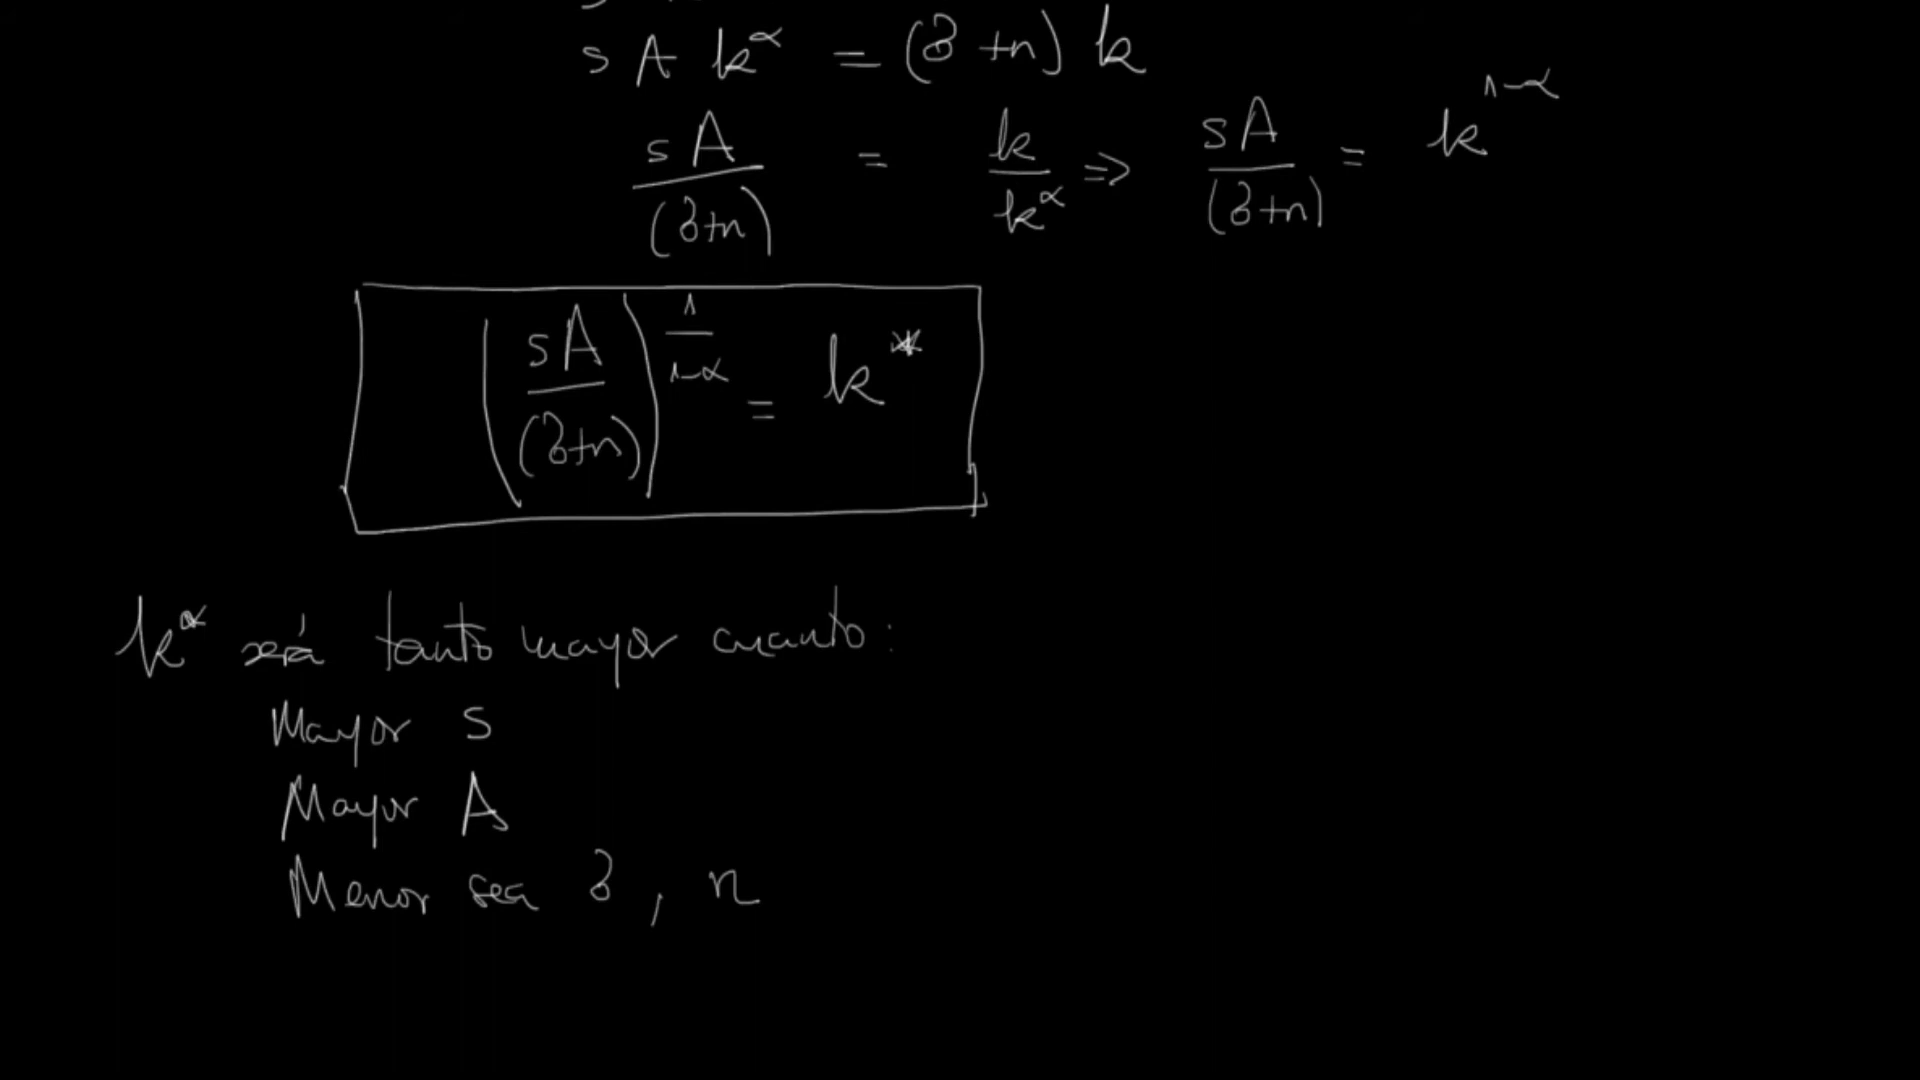 s A k^α = (δ+n) k
sA/(δ+n) = k/k^α ⇒ sA/(δ+n) = k^(1-α)
(sA/(δ+n))^(1/(1-α)) = k*
k^α será tanto mayor cuanto:
Mayor s
Mayor A
Menor sea δ, n